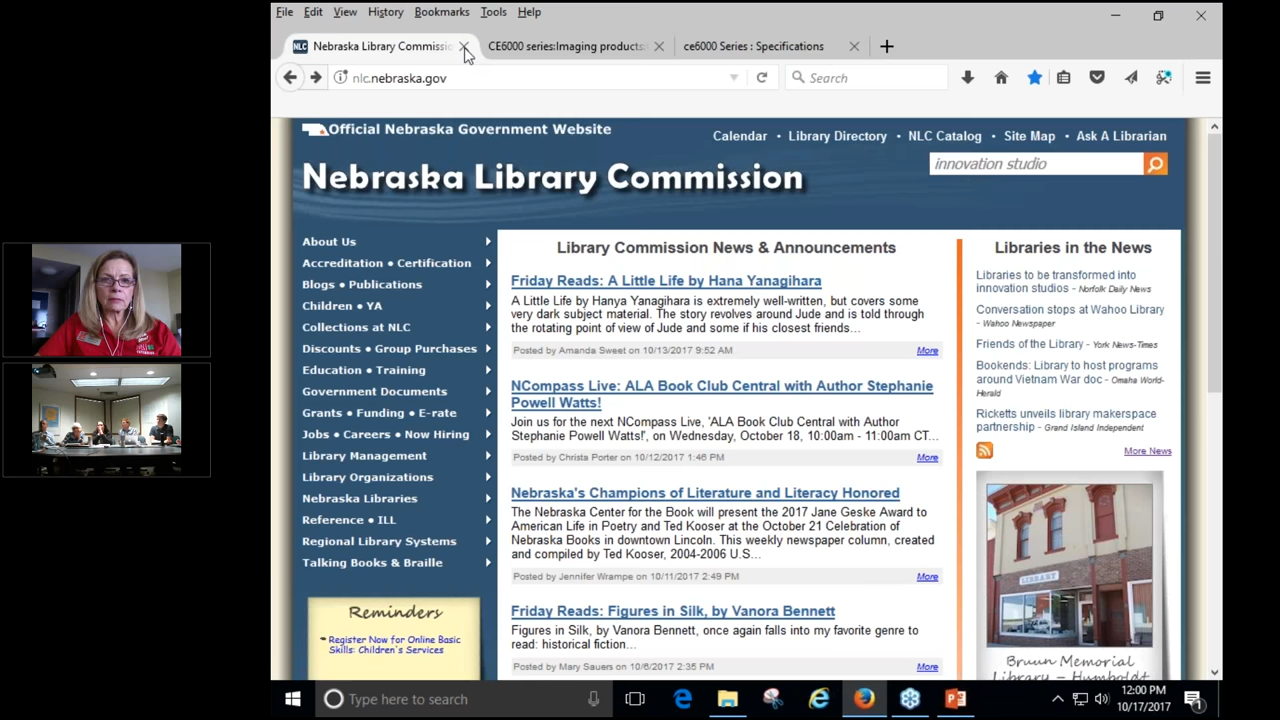 File Edit View History Bookmarks Tools Help
NLC Nebraska Library Commissio
CE6000 series:Imaging products:
ce6000 Series : Specifications
nlc.nebraska.gov
Search
Official Nebraska Government Website
Calendar • Library Directory • NLC Catalog • Site Map • Ask A Librarian
Nebraska Library Commission
innovation studio
About Us
Accreditation • Certification
Blogs • Publications
Children • YA
Collections at NLC
Discounts • Group Purchases
Education • Training
Government Documents
Grants • Funding • E-rate
Jobs • Careers • Now Hiring
Library Management
Library Organizations
Nebraska Libraries
Reference • ILL
Regional Library Systems
Talking Books & Braille
Reminders
Register Now for Online Basic
Skills: Children's Services
Library Commission News & Announcements
Friday Reads: A Little Life by Hana Yanagihara
A Little Life by Hanya Yanagihara is extremely well-written, but covers some
very dark subject material. The story revolves around Jude and is told through
the rotating point of view of Jude and some if his closest friends…
Posted by Amanda Sweet on 10/13/2017 9:52 AM More
NCompass Live: ALA Book Club Central with Author Stephanie
Powell Watts!
Join us for the next NCompass Live, 'ALA Book Club Central with Author
Stephanie Powell Watts!', on Wednesday, October 18, 10:00am - 11:00am CT…
Posted by Christa Porter on 10/12/2017 1:46 PM More
Nebraska's Champions of Literature and Literacy Honored
The Nebraska Center for the Book will present the 2017 Jane Geske Award to
American Life in Poetry and Ted Kooser at the October 21 Celebration of
Nebraska Books in downtown Lincoln. This weekly newspaper column, created
and compiled by Ted Kooser, 2004-2006 U.S…
Posted by Jennifer Wrampe on 10/11/2017 2:49 PM More
Friday Reads: Figures in Silk, by Vanora Bennett
Figures in Silk, by Vanora Bennett, once again falls into my favorite genre to
read: historical fiction…
Posted by Mary Sauers on 10/6/2017 2:35 PM More
Libraries in the News
Libraries to be transformed into
innovation studios - Norfolk Daily News
Conversation stops at Wahoo Library
- Wahoo Newspaper
Friends of the Library - York News-Times
Bookends: Library to host programs
around Vietnam War doc - Omaha World-
Herald
Ricketts unveils library makerspace
partnership - Grand Island Independent
More News
LIBRARY
Bruun Memorial
Library – Humboldt
Type here to search
12:00 PM
10/17/2017
1